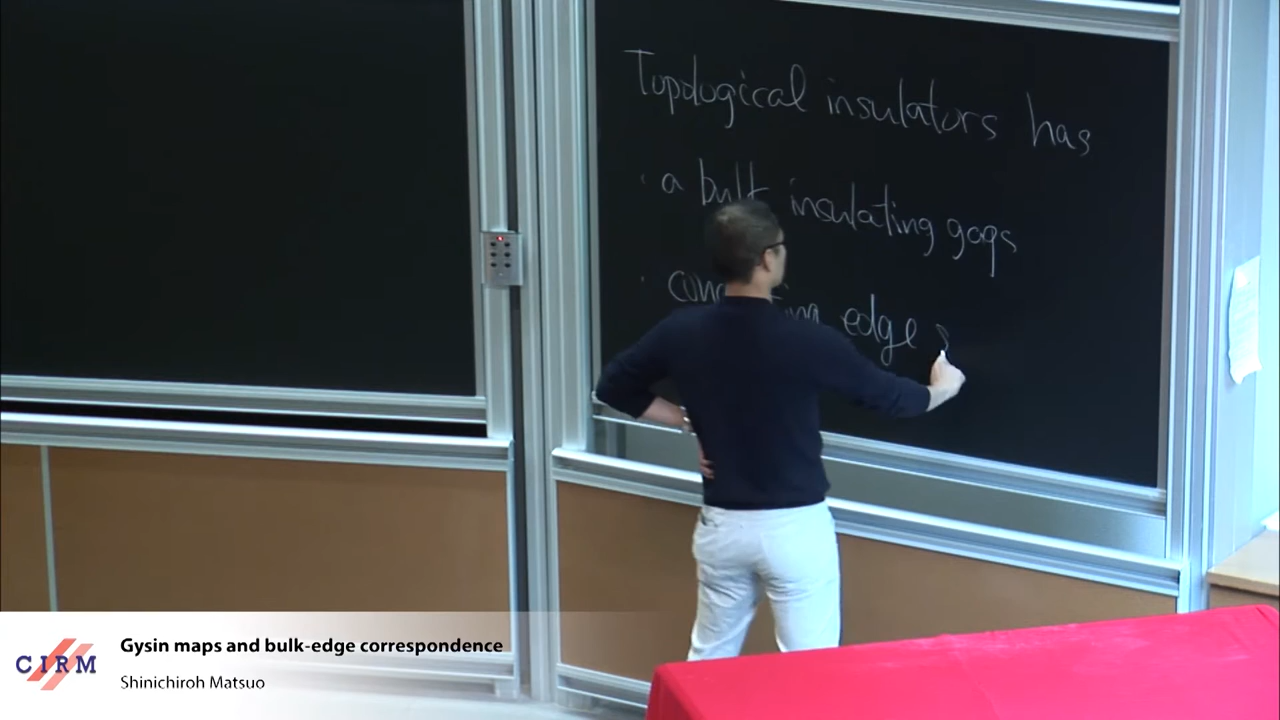 Topological insulators has
· a bulk insulating gaps
· edge s
CIRM
Gysin maps and bulk-edge correspondence
Shinichiroh Matsuo